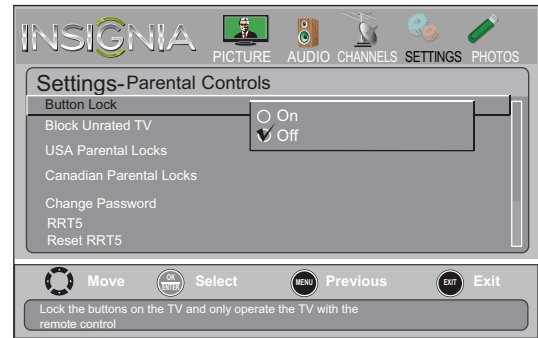 INSIGNIA
PICTURE AUDIO CHANNELS SETTINGS PHOTOS
Settings-Parental Controls
Button Lock
On
Off
Block Unrated TV
USA Parental Locks
Canadian Parental Locks
Change Password
RRT5
Reset RRT5
Move OK ENTER Select MENU Previous EXIT Exit
Lock the buttons on the TV and only operate the TV with the
remote control